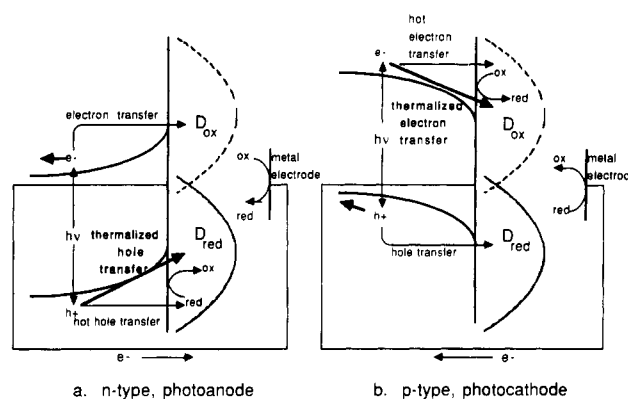 electron transfer
D ox
e-
hν
thermalized
hole
transfer
h+
hot hole transfer
D red
ox
red
ox
red
metal
electrode
e-
a. n-type, photoanode
hot
electron
transfer
e-
ox
red
thermalized
electron
transfer
D ox
hν
h+
D red
hole transfer
ox
red
metal
electrode
e-
b. p-type, photocathode